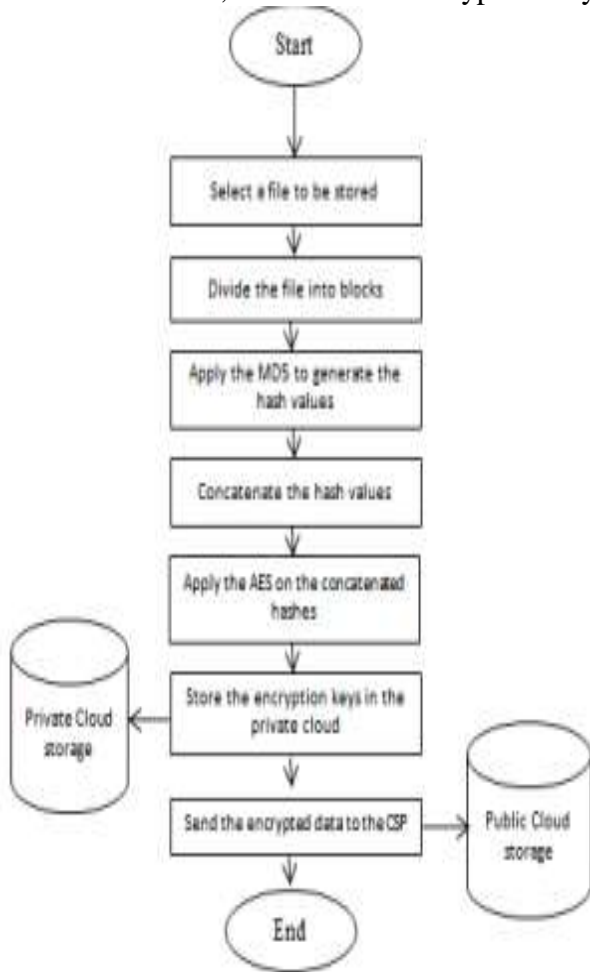 Start
Select a file to be stored
Divide the file into blocks
Apply the MD5 to generate the
hash values
Concatenate the hash values
Apply the AES on the concatenated
hashes
Private Cloud
storage
Store the encryption keys in the
private cloud
Send the encrypted data to the CSP
Public Cloud
storage
End